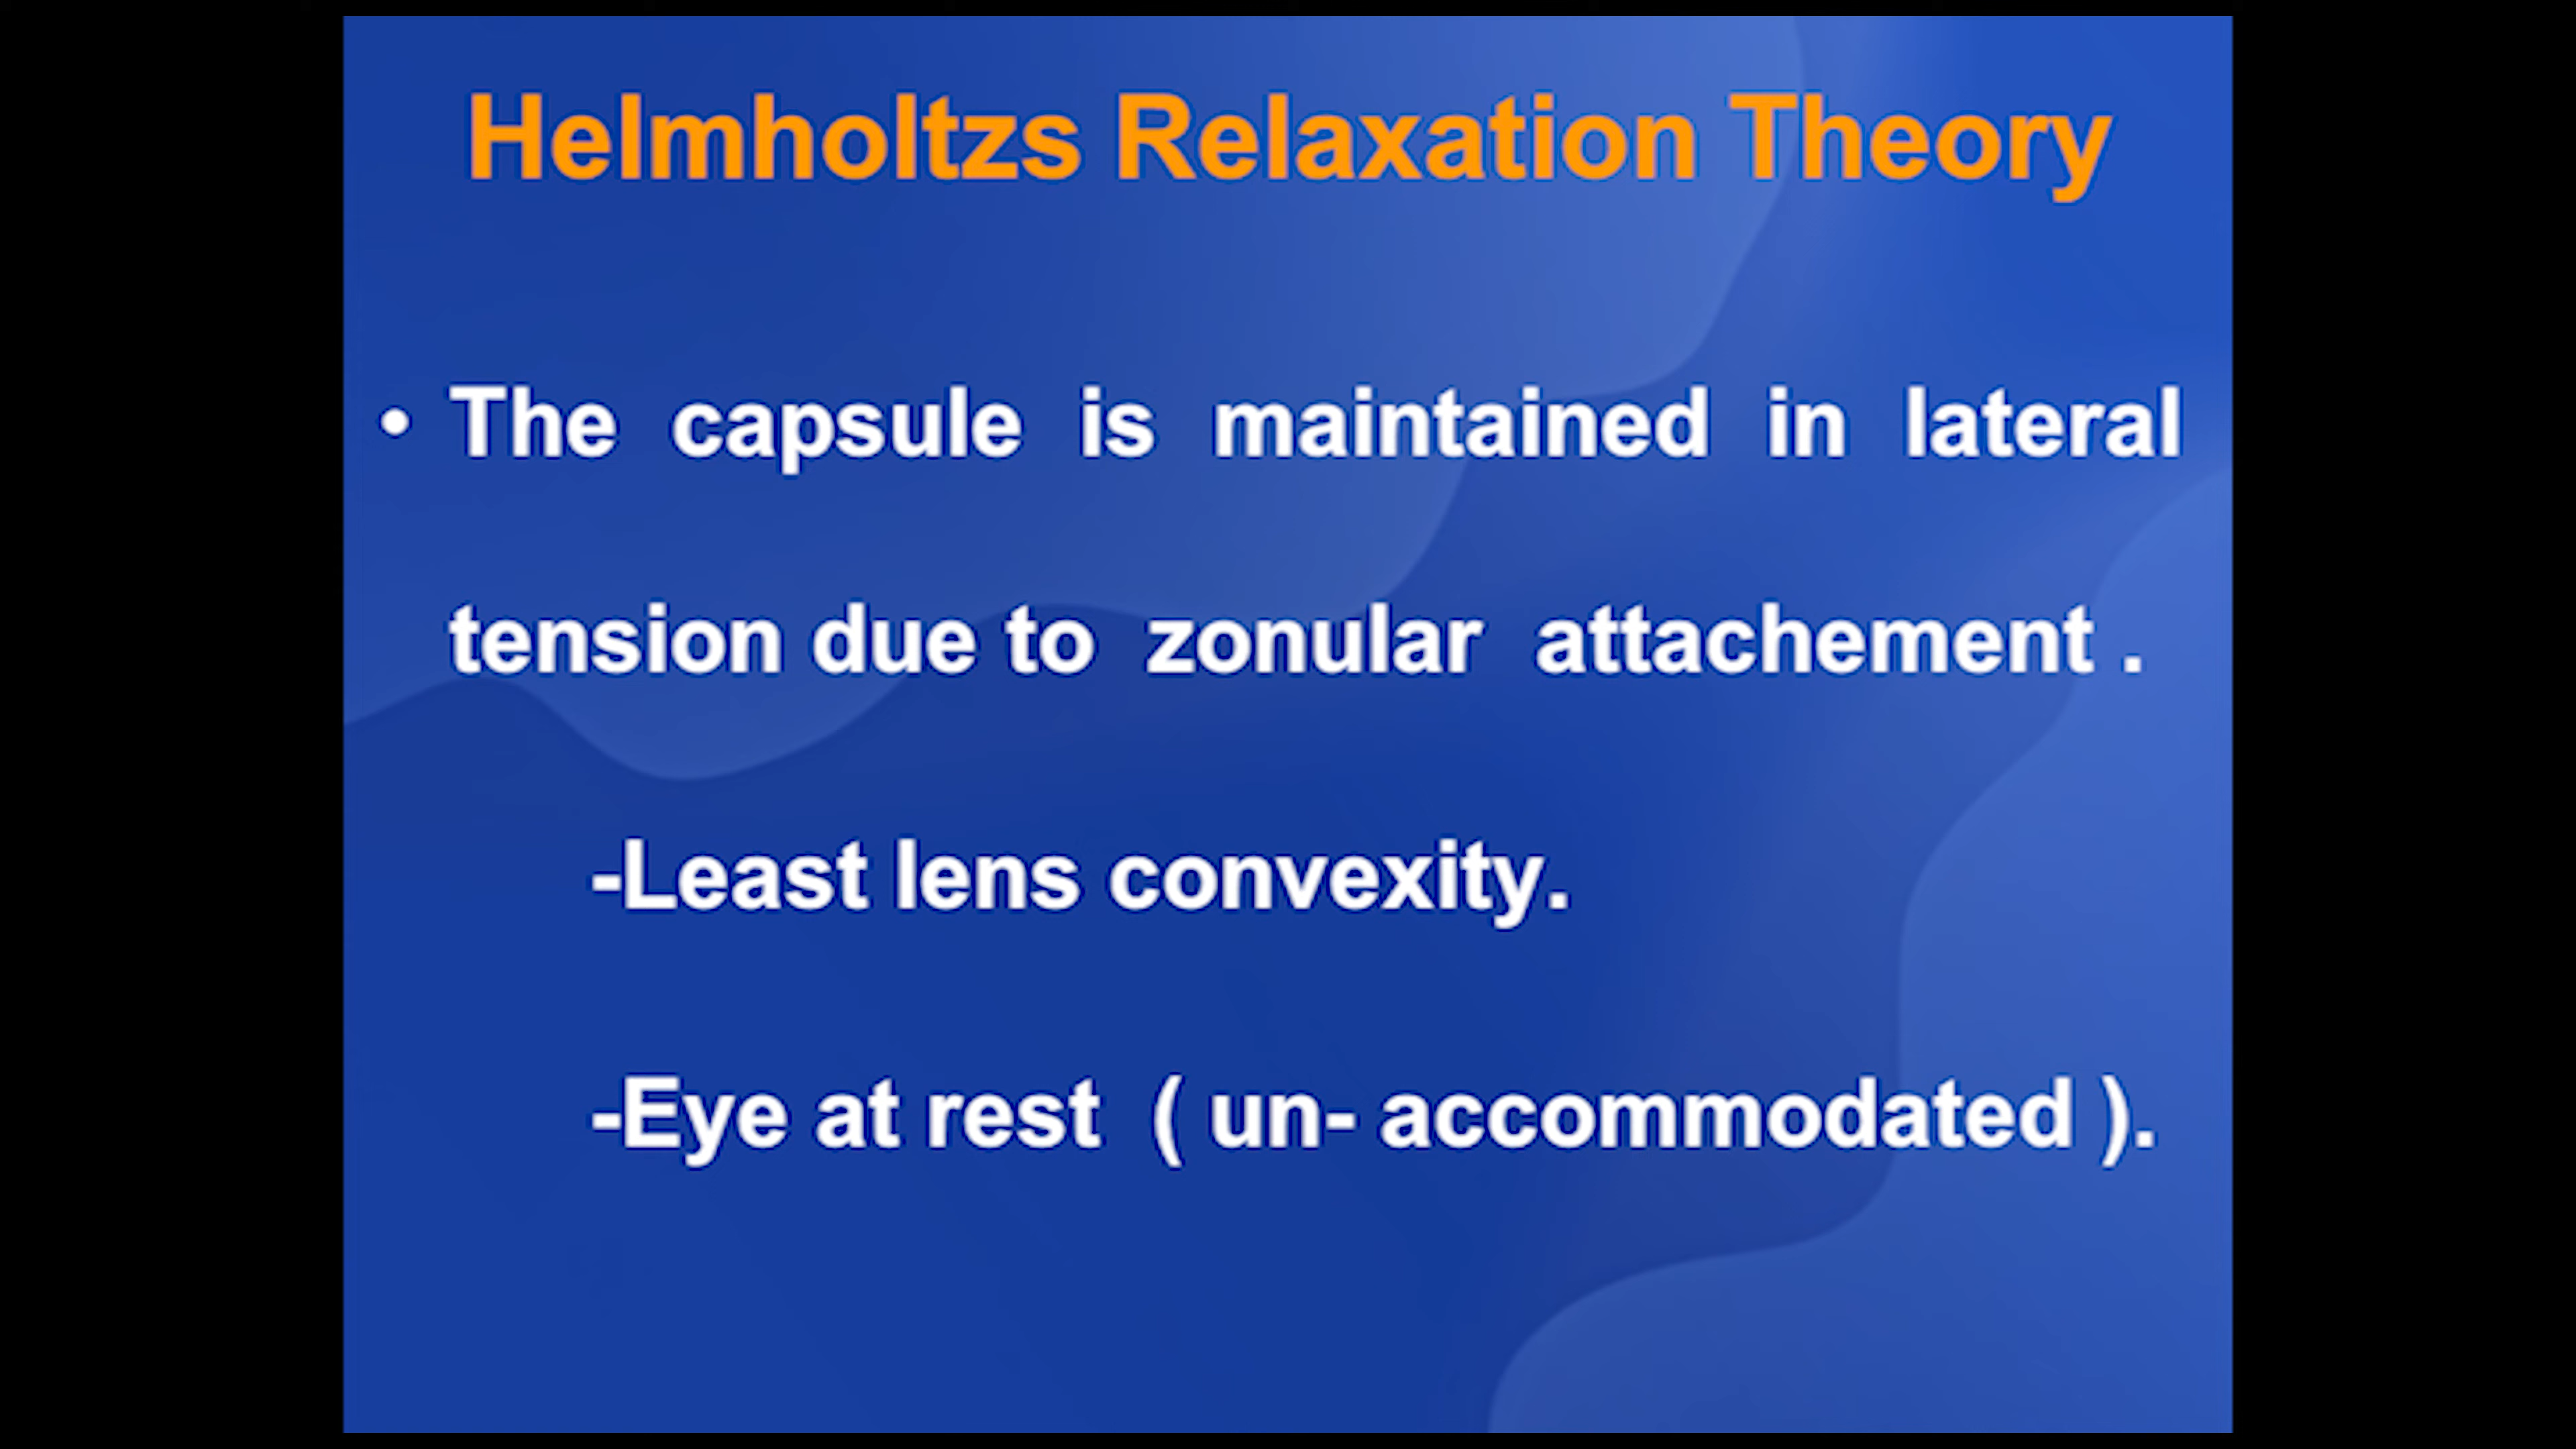 Helmholtzs Relaxation Theory
• The capsule is maintained in lateral
tension due to zonular attachement .
-Least lens convexity.
-Eye at rest ( un- accommodated ).